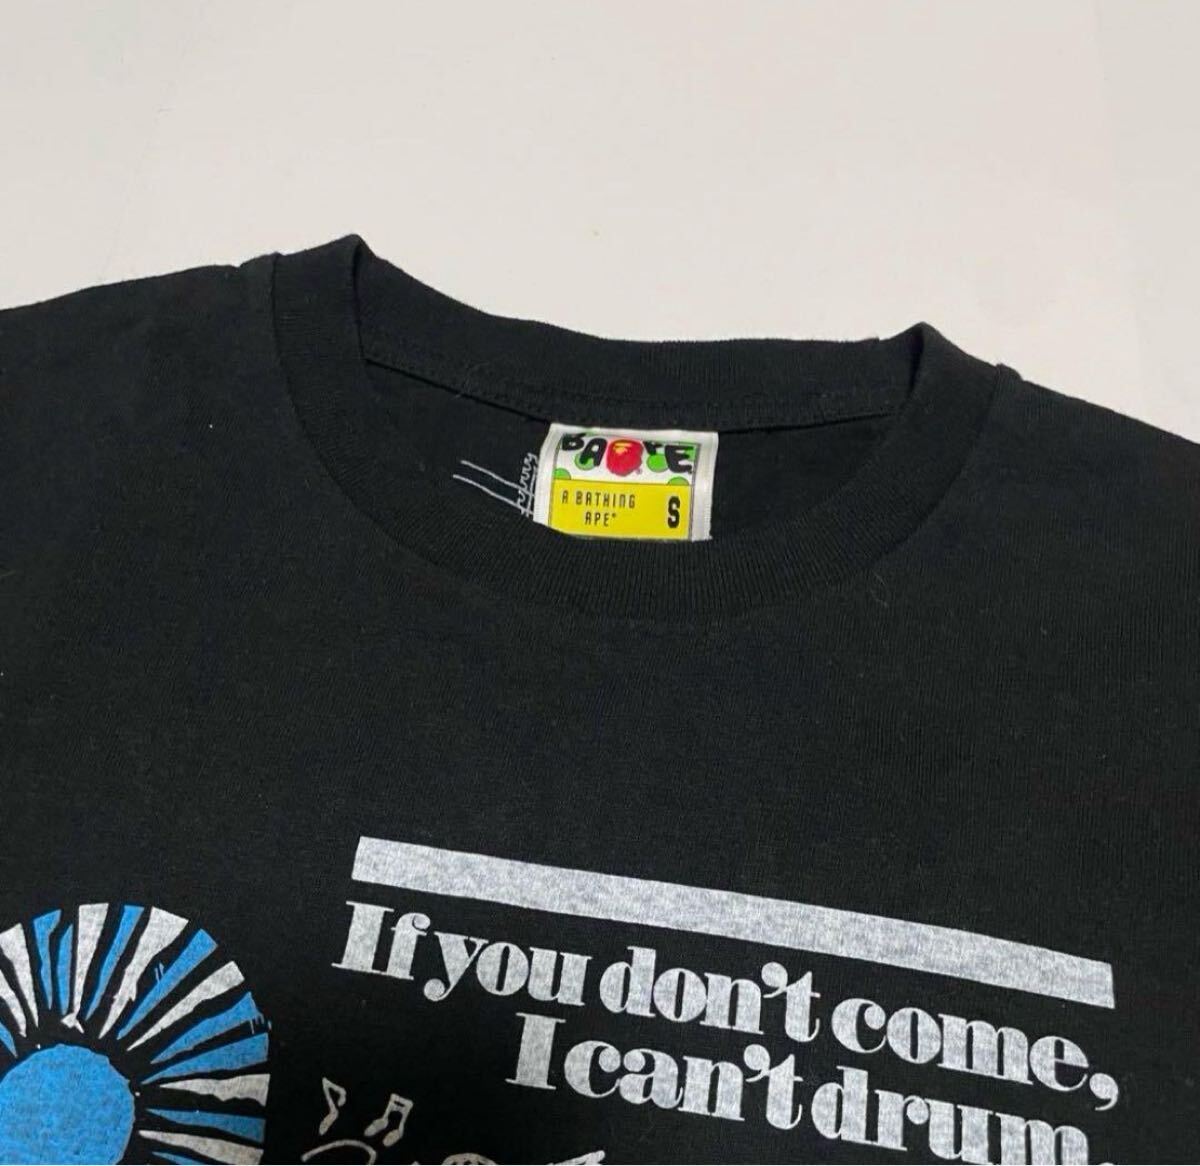 BAPE
A BATHING
APE®
S
If you don't come,
I can't drum.